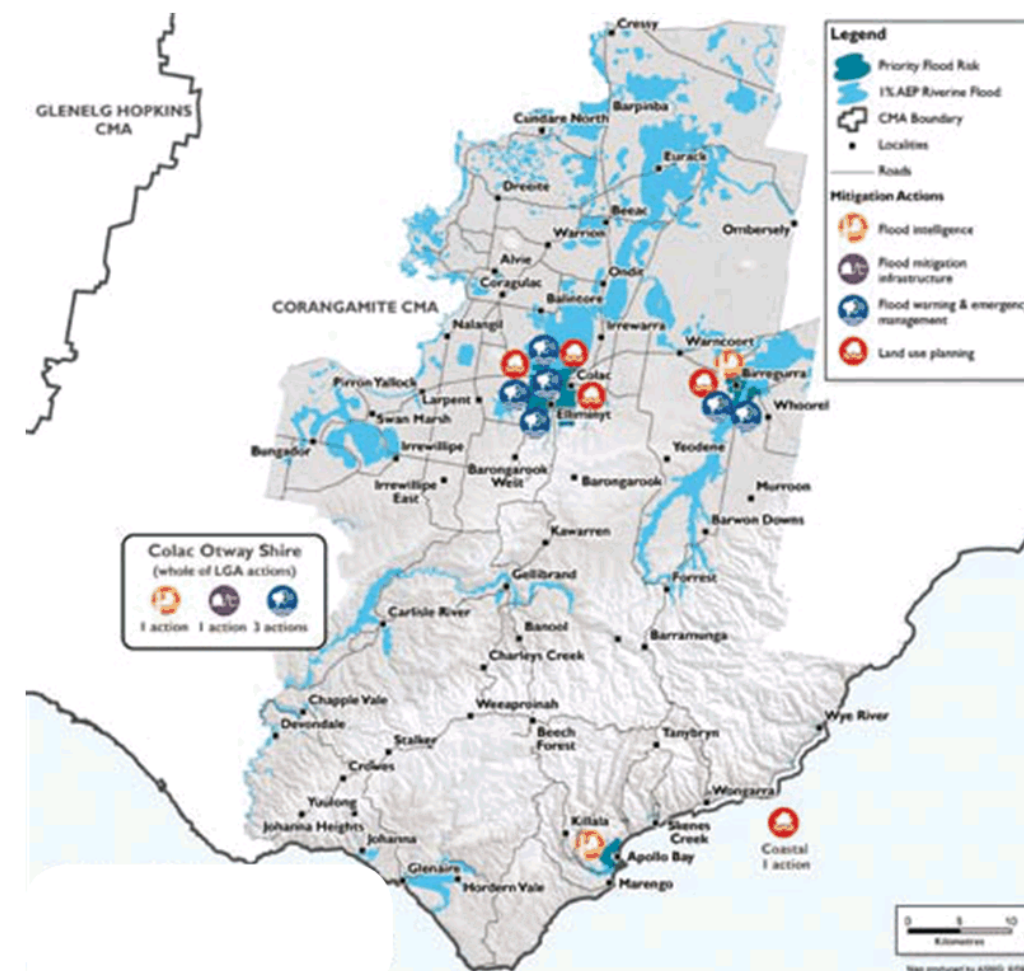 Cressy
Legend
Priority Flood Risk
1% AEP Riverine Flood
CMA Boundary
Localities
Roads
Mitigation Actions
Flood intelligence
Flood mitigation
infrastructure
Flood warning & emergenc
management
Land use planning
GLENELG HOPKINS
CMA
Barpinba
Cundare North
Eurack
Dreeite
Beeac
Ombersely
Warrion
Alvie
Ondit
Coragulac
Balintore
CORANGAMITE CMA
Nalangil
Irrewarra
Warncoort
Birregurra
Colac
Pirron Yallock
Larpent
Whoorel
Swan Marsh
Elliminyt
Bungador
Irrewillipe
Yeodene
Barongarook
West
Barongarook
Irrewillipe
East
Murroon
Barwon Downs
Kawarren
Colac Otway Shire
(whole of LGA actions)
1 action
1 action
3 actions
Gellibrand
Forrest
Carlisle River
Banool
Barramunga
Charleys Creek
Chapple Vale
Weeaproinah
Devondale
Wye River
Beech
Forest
Tanybryn
Stalker
Crowes
Wongarra
Yuulong
Johanna Heights
Killala
Skenes
Creek
Johanna
Coastal
1 action
Apollo Bay
Glenaire
Hordern Vale
Marengo
0 5 10
Kilometres